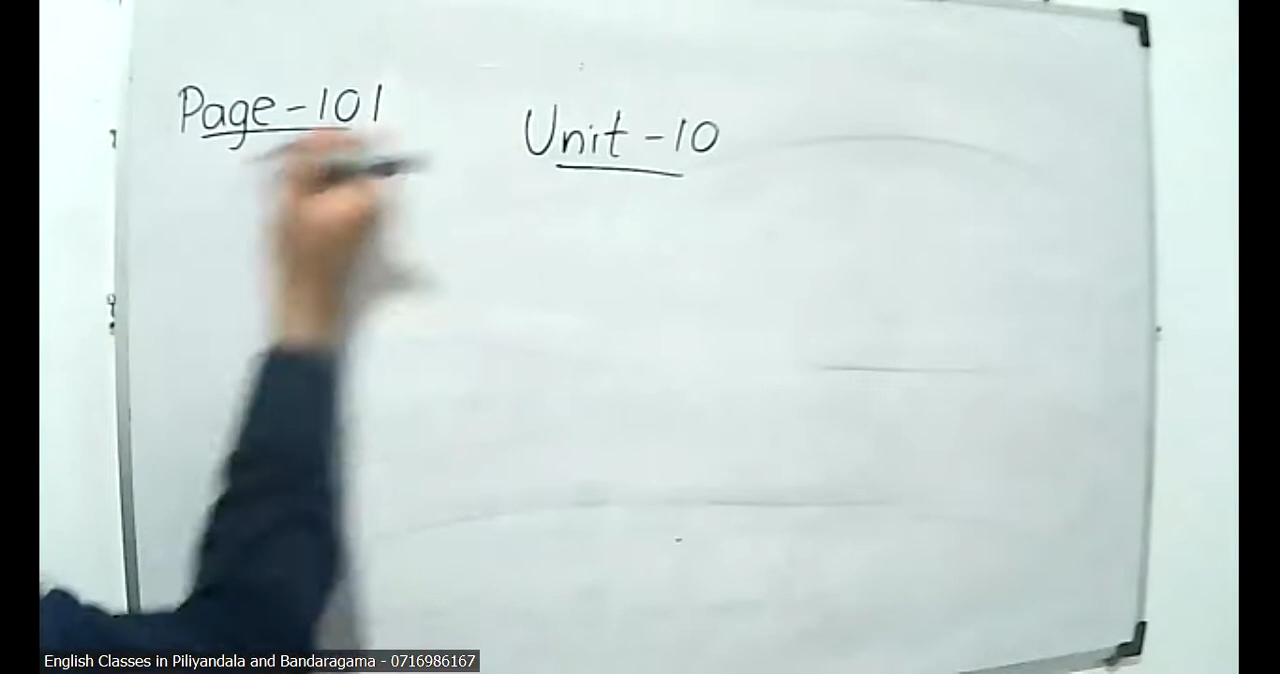 Page - 101
Unit - 10
English Classes in Piliyandala and Bandaragama - 0716986167